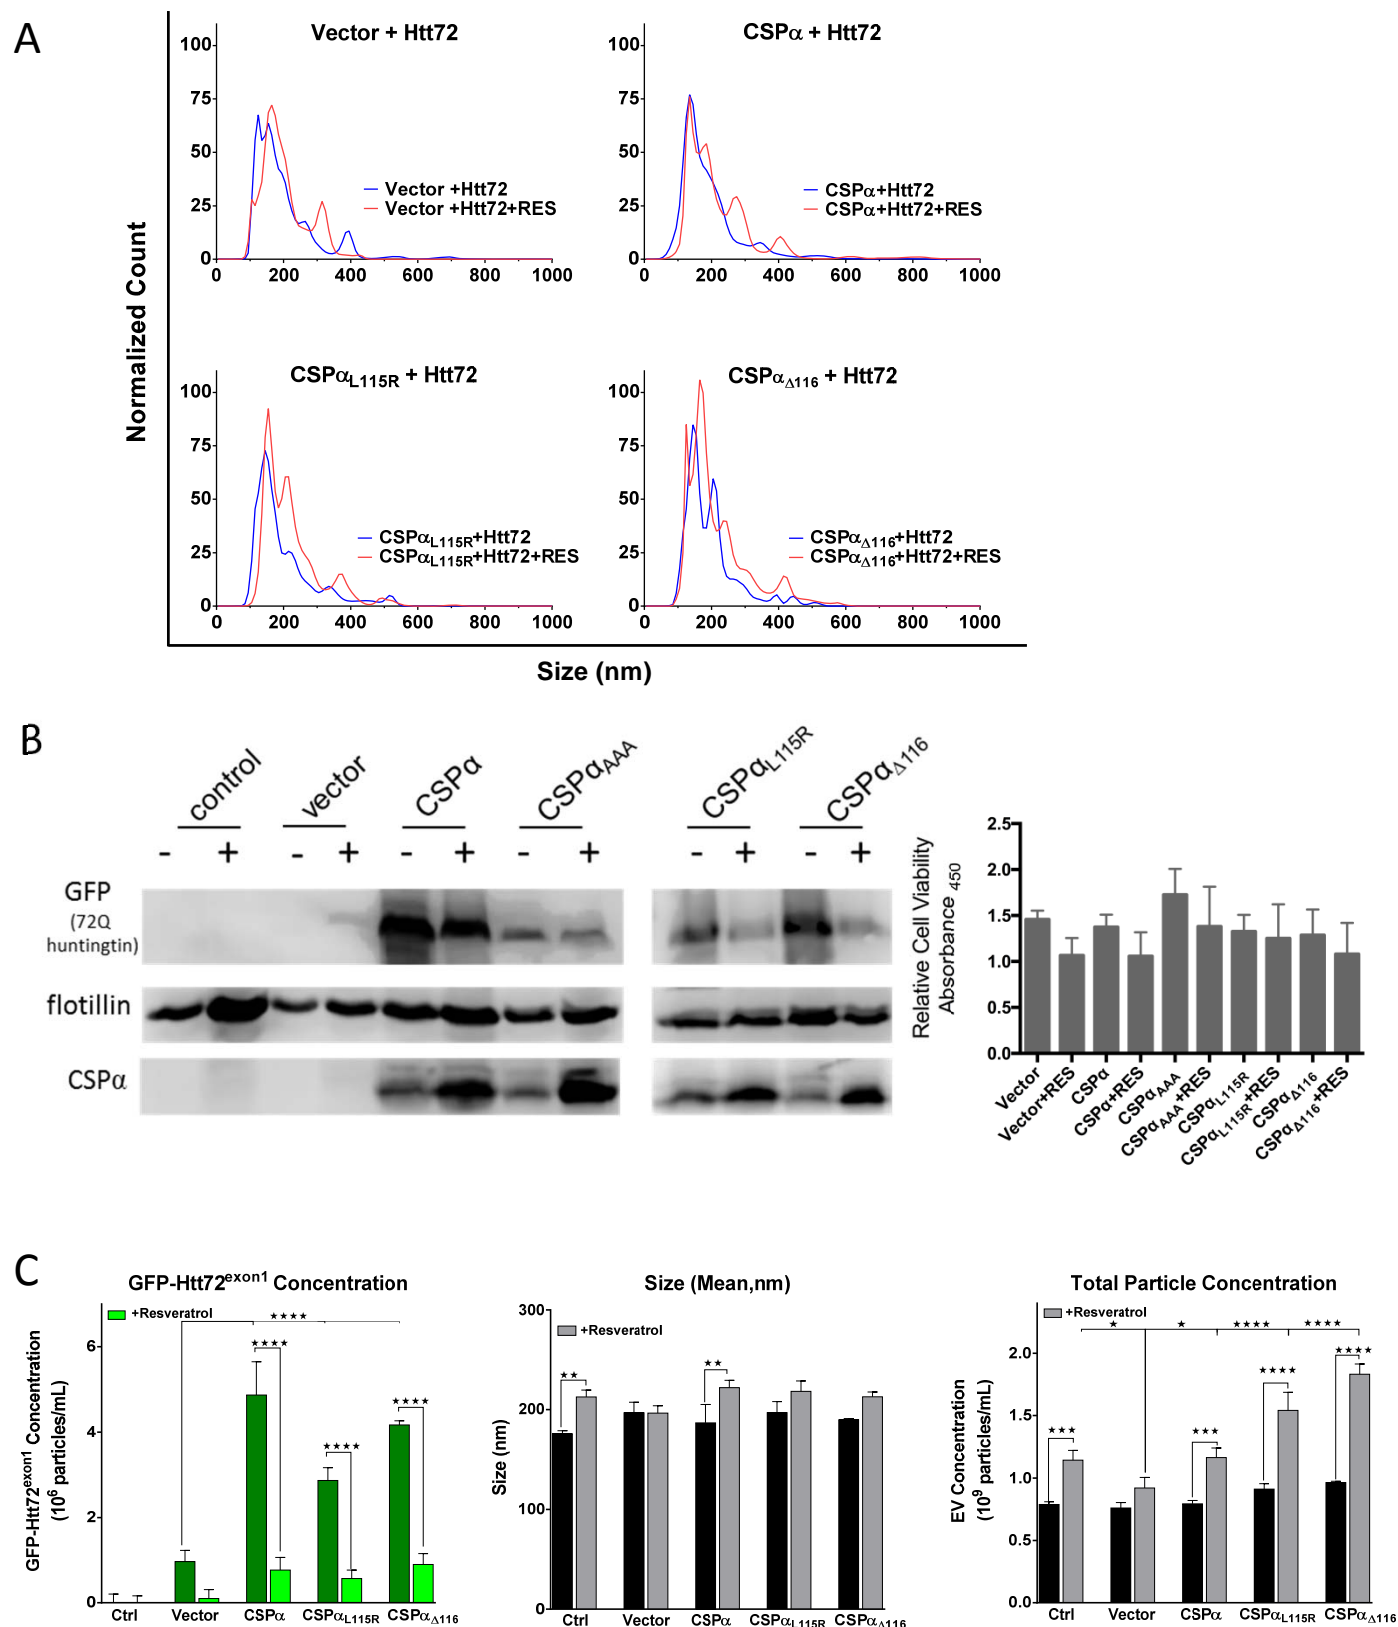 A
Vector + Htt72
CSPα + Htt72
100
75
50
25
0
Vector +Htt72
Vector +Htt72+RES
0 200 400 600 800 1000
100
75
50
25
0
CSPα+Htt72
CSPα+Htt72+RES
0 200 400 600 800 1000
Normalized Count
CSPαL115R + Htt72
CSPαΔ116 + Htt72
100
75
50
25
0
CSPαL115R+Htt72
CSPαL115R+Htt72+RES
0 200 400 600 800 1000
100
75
50
25
0
CSPαΔ116+Htt72
CSPαΔ116+Htt72+RES
0 200 400 600 800 1000
Size (nm)
B
control vector CSPα CSPαAAA CSPαL115R CSPαΔ116
- + - + - + - + - + - +
GFP
(72Q
huntingtin)
flotillin
CSPα
Relative Cell Viability
Absorbance 450
2.5
2.0
1.5
1.0
0.5
0.0
Vector
Vector+RES
CSPα
CSPα+RES
CSPαAAA
CSPαAAA+RES
CSPαL115R
CSPαL115R+RES
CSPαΔ116
CSPαΔ116+RES
C
GFP-Htt72exon1 Concentration
+Resveratrol
GFP-Htt72exon1 Concentration
(10^6 particles/mL)
6
4
2
0
★★★★
★★★★
★★★★
★★★★
Ctrl Vector CSPα CSPαL115R CSPαΔ116
Size (Mean,nm)
+Resveratrol
Size (nm)
300
200
100
0
★★
★★
Ctrl Vector CSPα CSPαL115R CSPαΔ116
Total Particle Concentration
+Resveratrol
EV Concentration
(10^9 particles/mL)
2.0
1.5
1.0
0.5
0.0
★ ★ ★★★★ ★★★★
★★★ ★★★ ★★★★ ★★★★
Ctrl Vector CSPα CSPαL115R CSPαΔ116